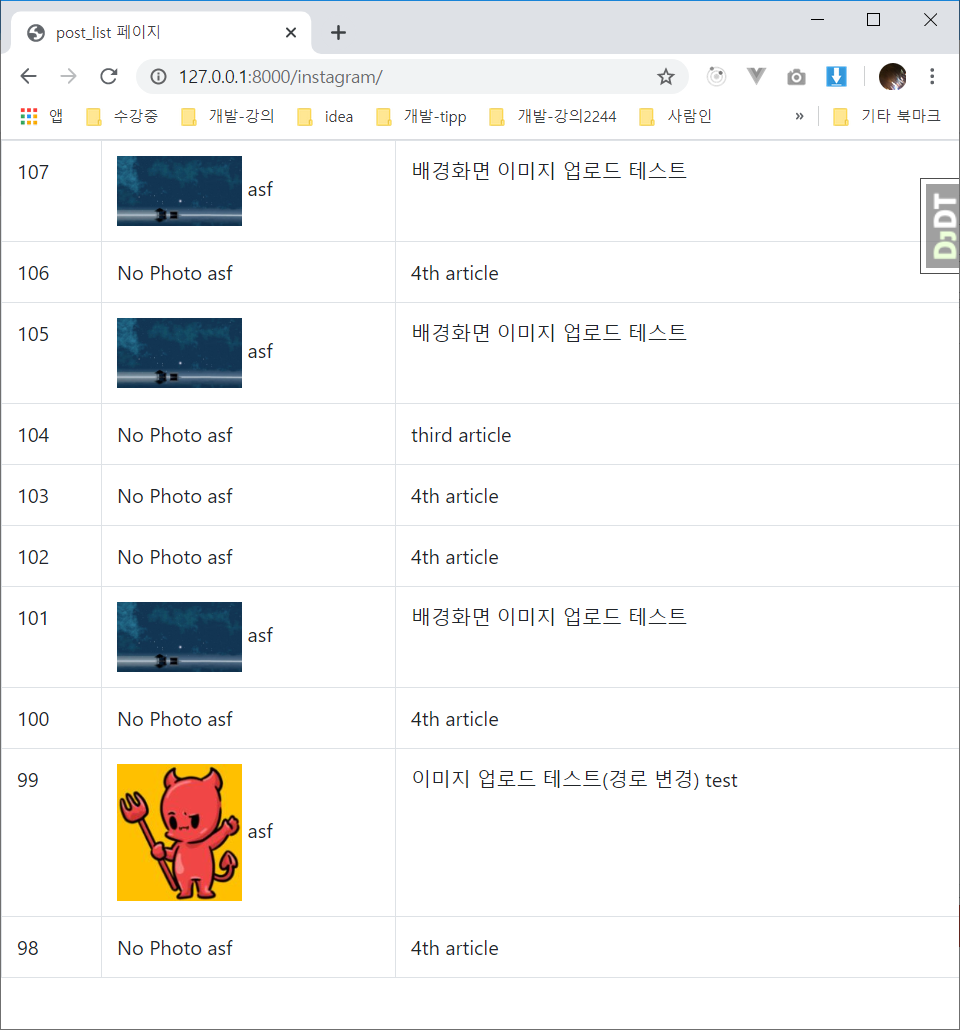 post_list 페이지
127.0.0.1:8000/instagram/
앱 수강중 개발-강의 idea 개발-tipp 개발-강의2244 사람인 » 기타 북마크
107 asf 배경화면 이미지 업로드 테스트
DJDT
106 No Photo asf 4th article
105 asf 배경화면 이미지 업로드 테스트
104 No Photo asf third article
103 No Photo asf 4th article
102 No Photo asf 4th article
101 asf 배경화면 이미지 업로드 테스트
100 No Photo asf 4th article
99 asf 이미지 업로드 테스트(경로 변경) test
98 No Photo asf 4th article